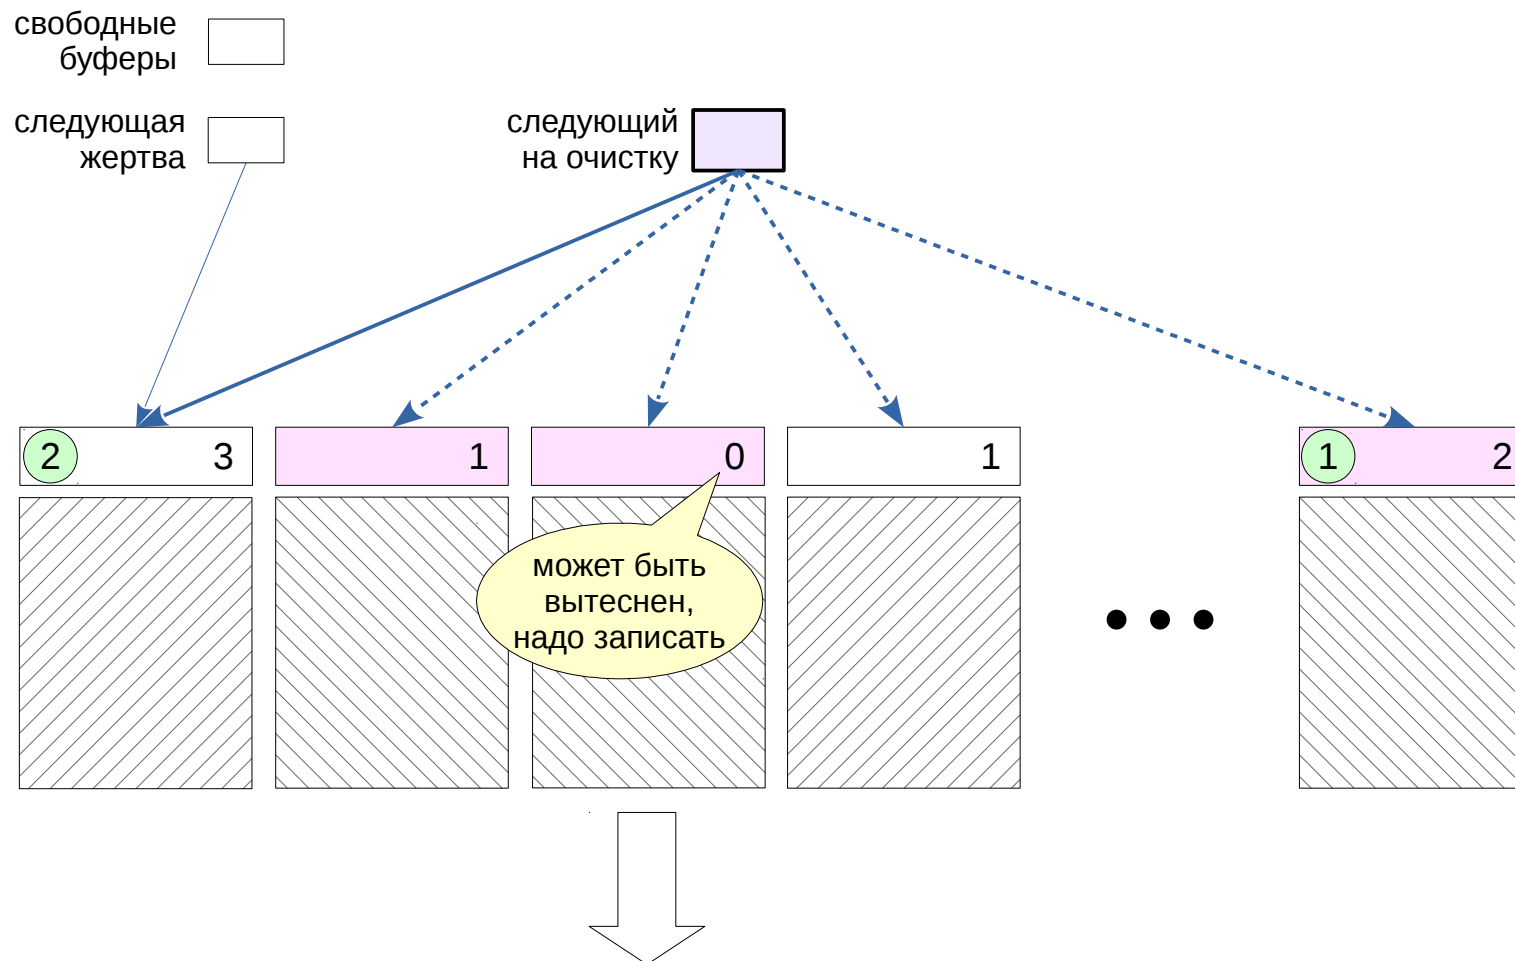 свободные
буферы
следующая
жертва
следующий
на очистку
2 3
1
0
1
1 2
может быть
вытеснен,
надо записать